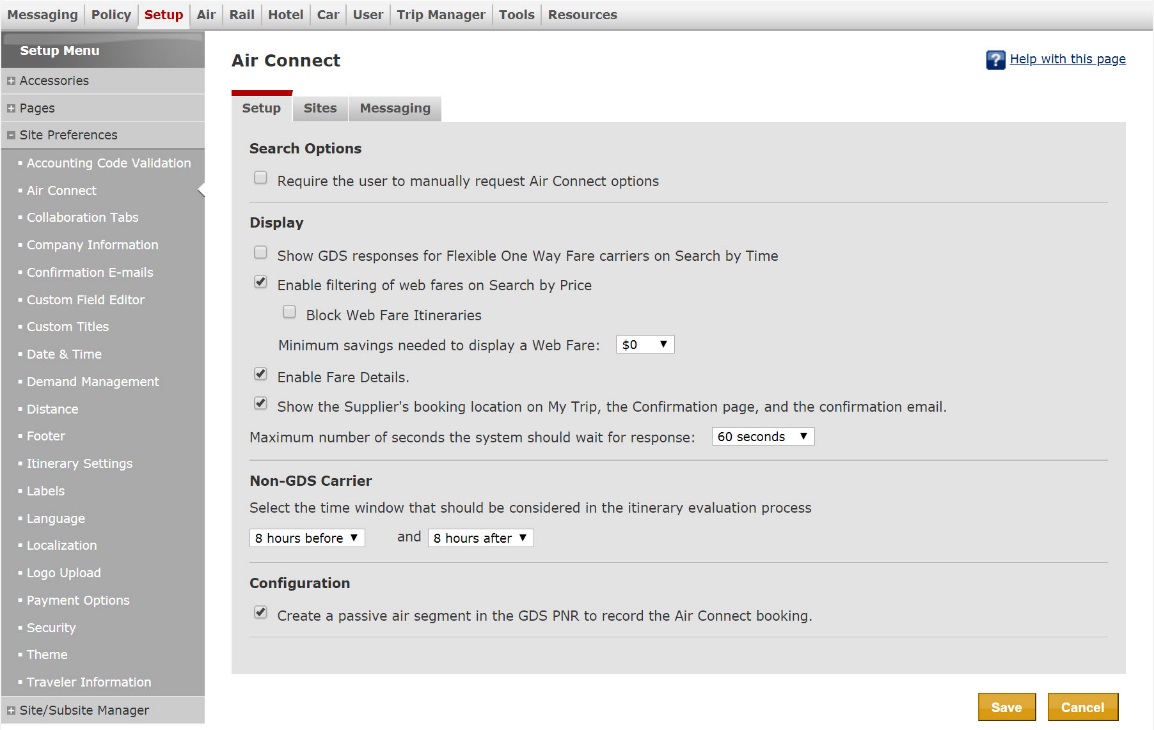 Messaging Policy Setup Air Rail Hotel Car User Trip Manager Tools Resources
Setup Menu
Accessories
Pages
Site Preferences
Accounting Code Validation
Air Connect
Collaboration Tabs
Company Information
Confirmation E-mails
Custom Field Editor
Custom Titles
Date & Time
Demand Management
Distance
Footer
Itinerary Settings
Labels
Language
Localization
Logo Upload
Payment Options
Security
Theme
Traveler Information
Site/Subsite Manager
Air Connect
? Help with this page
Setup Sites Messaging
Search Options
Require the user to manually request Air Connect options
Display
Show GDS responses for Flexible One Way Fare carriers on Search by Time
Enable filtering of web fares on Search by Price
Block Web Fare Itineraries
Minimum savings needed to display a Web Fare: $0
Enable Fare Details.
Show the Supplier's booking location on My Trip, the Confirmation page, and the confirmation email.
Maximum number of seconds the system should wait for response: 60 seconds
Non-GDS Carrier
Select the time window that should be considered in the itinerary evaluation process
8 hours before and 8 hours after
Configuration
Create a passive air segment in the GDS PNR to record the Air Connect booking.
Save Cancel